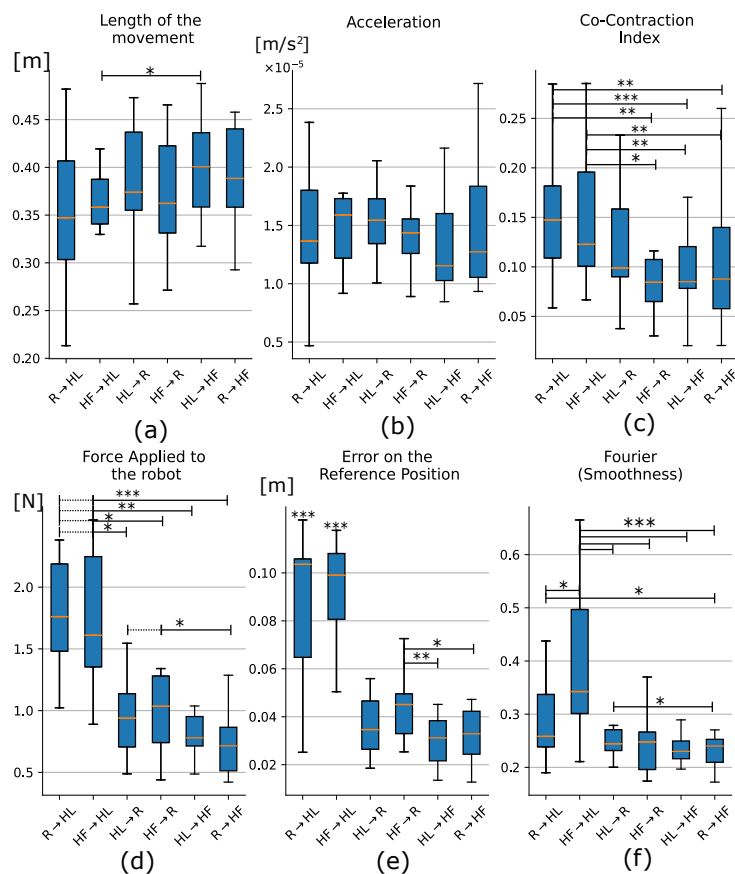 Length of the
movement
[m]
*
0.45
0.40
0.35
0.30
0.25
0.20
R→HL
HF→HL
HL→R
HF→R
HL→HF
R→HF
(a)
Acceleration
[m/s²]
×10⁻⁵
2.5
2.0
1.5
1.0
0.5
R→HL
HF→HL
HL→R
HF→R
HL→HF
R→HF
(b)
Co-Contraction
Index
**
***
**
**
**
*
0.25
0.20
0.15
0.10
0.05
R→HL
HF→HL
HL→R
HF→R
HL→HF
R→HF
(c)
Force Applied to
the robot
[N]
***
**
*
*
*
2.0
1.5
1.0
0.5
R→HL
HF→HL
HL→R
HF→R
HL→HF
R→HF
(d)
Error on the
Reference Position
[m]
***
***
*
**
0.10
0.08
0.06
0.04
0.02
R→HL
HF→HL
HL→R
HF→R
HL→HF
R→HF
(e)
Fourier
(Smoothness)
***
*
*
*
0.6
0.5
0.4
0.3
0.2
R→HL
HF→HL
HL→R
HF→R
HL→HF
R→HF
(f)